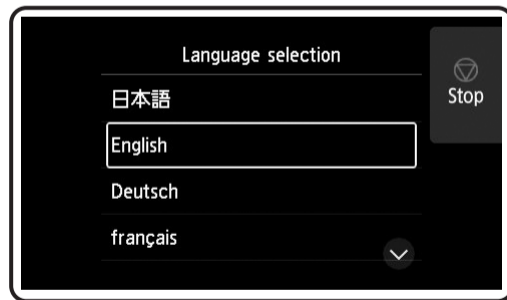 Language selection
日本語
Stop
English
Deutsch
français